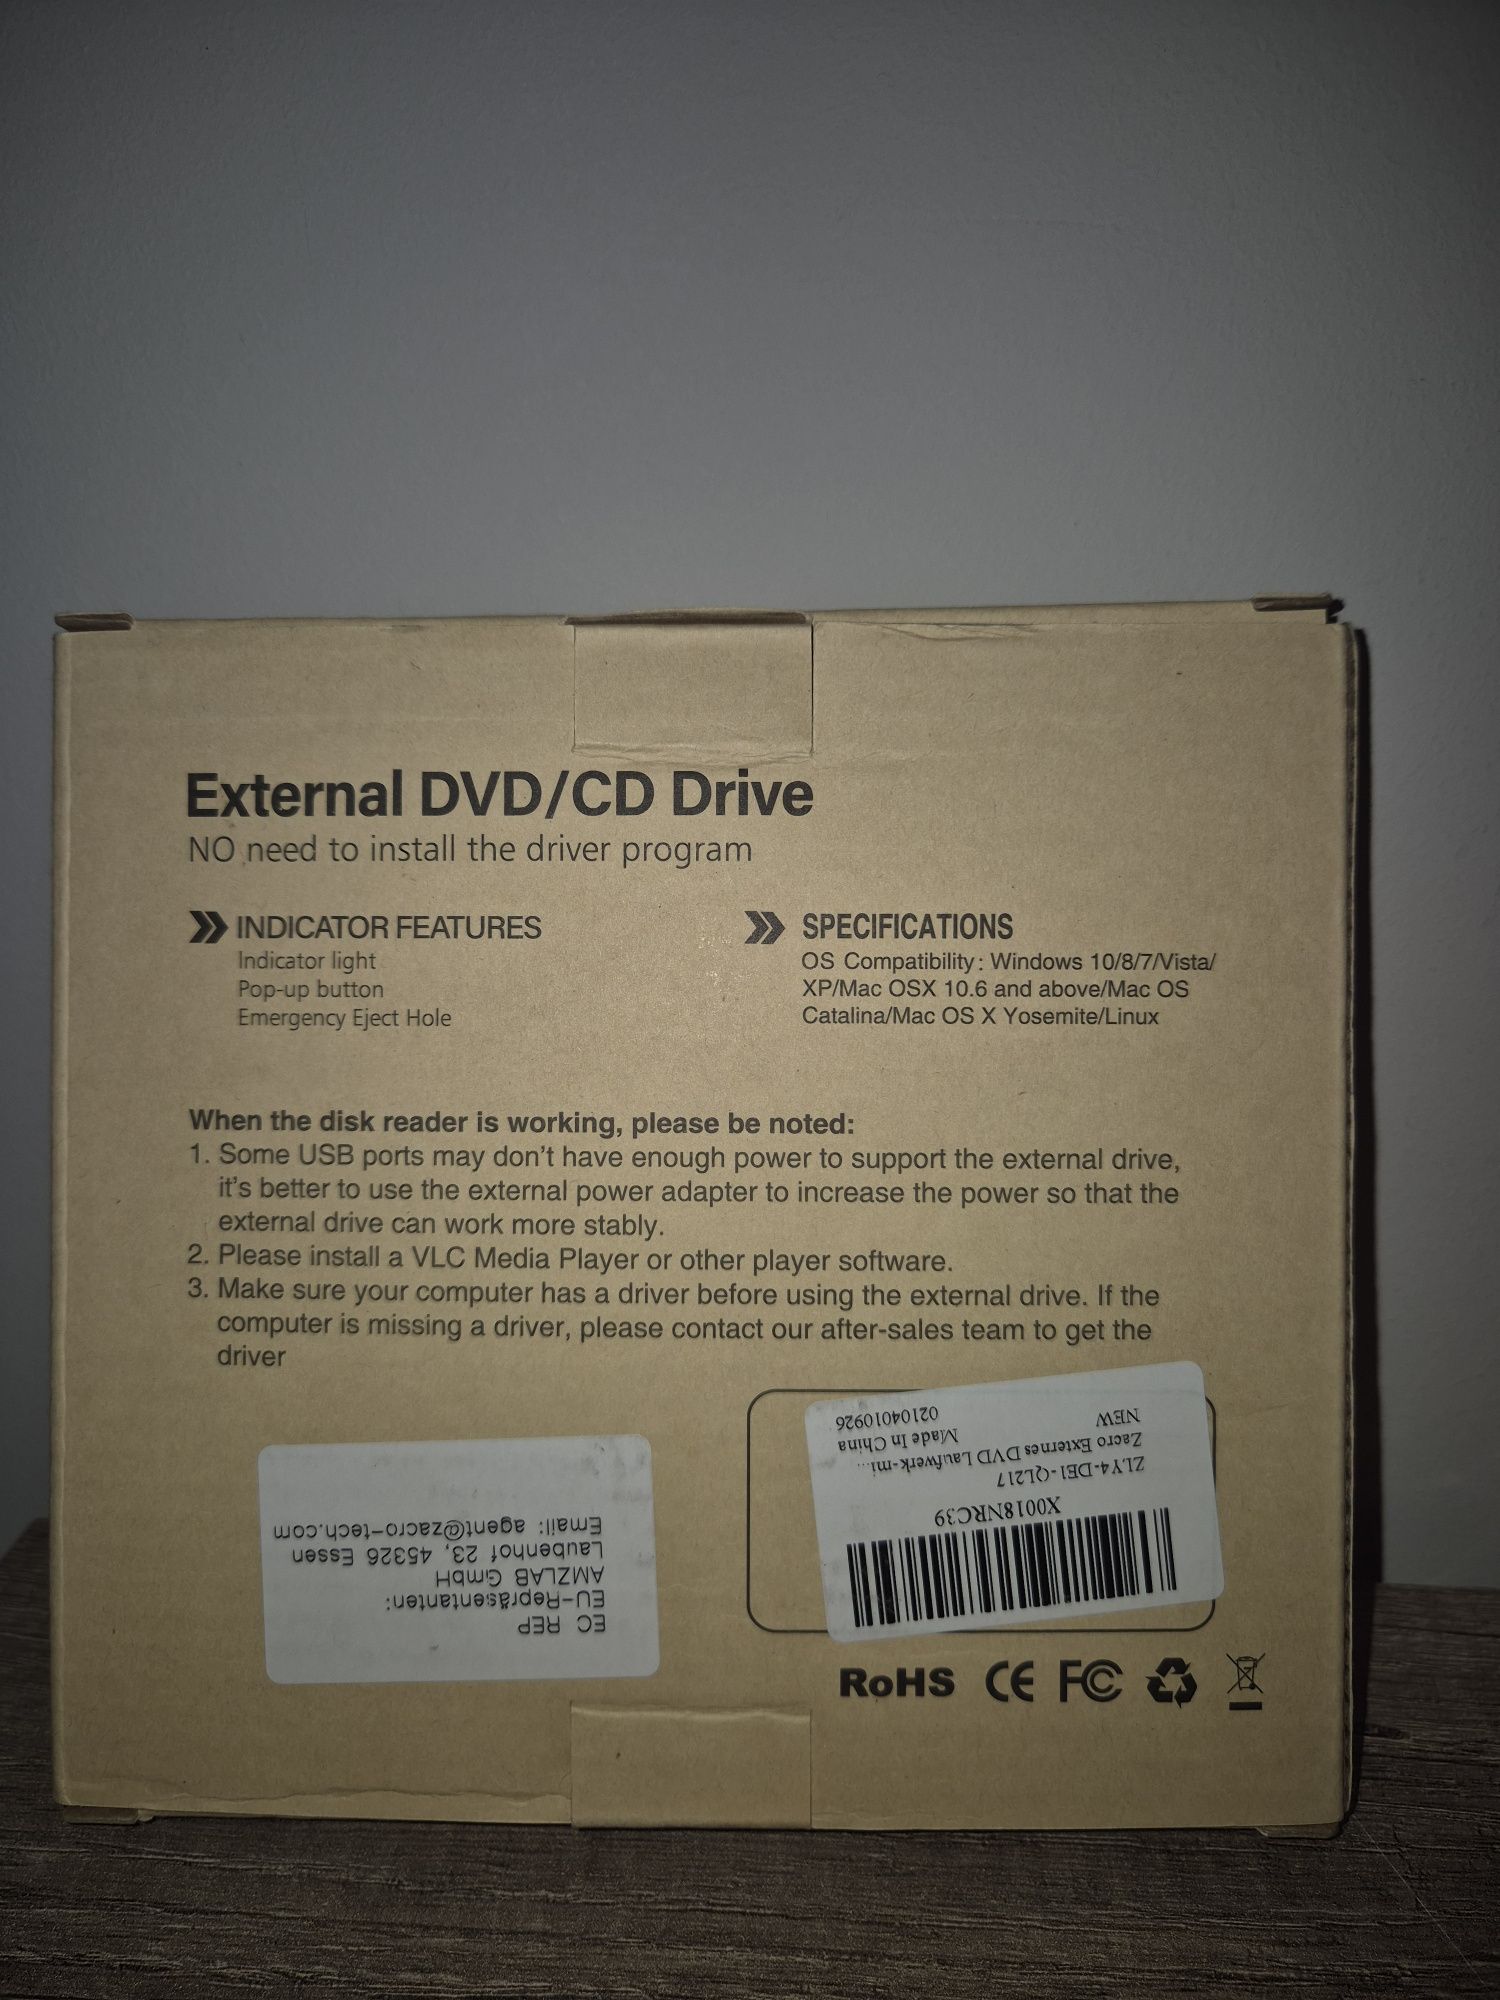 External DVD/CD Drive
NO need to install the driver program
INDICATOR FEATURES
Indicator light
Pop-up button
Emergency Eject Hole
SPECIFICATIONS
OS Compatibility: Windows 10/8/7/Vista/
XP/Mac OSX 10.6 and above/Mac OS
Catalina/Mac OS X Yosemite/Linux
When the disk reader is working, please be noted:
1. Some USB ports may don't have enough power to support the external drive,
it's better to use the external power adapter to increase the power so that the
external drive can work more stably.
2. Please install a VLC Media Player or other player software.
3. Make sure your computer has a driver before using the external drive. If the
computer is missing a driver, please contact our after-sales team to get the
driver
EC REP
EU-Repräsentanten:
AMZLAB GmbH
Laubenhof 23, 45326 Essen
Email: agent@zacro-tech.com
X0018NRC39
ZLY4-DE1-QL217
Zacro Externes DVD Laufwerk-mi...
NEW Made In China
02104010926
RoHS CE FC